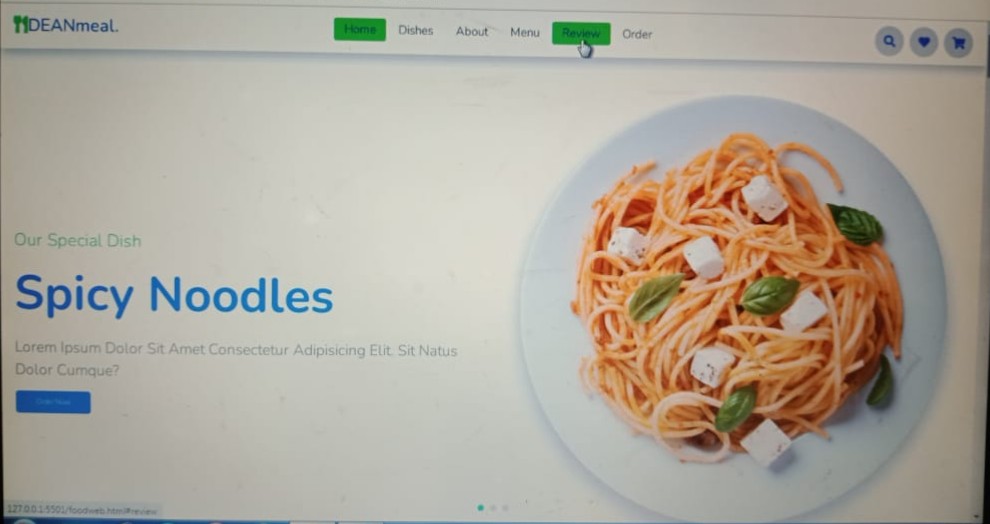 DEANmeal.
Home Dishes About Menu Review Order
Our Special Dish
Spicy Noodles
Lorem Ipsum Dolor Sit Amet Consectetur Adipisicing Elit. Sit Natus
Dolor Cumque?
Order Now
127.0.0.1:5501/foodweb.html#review